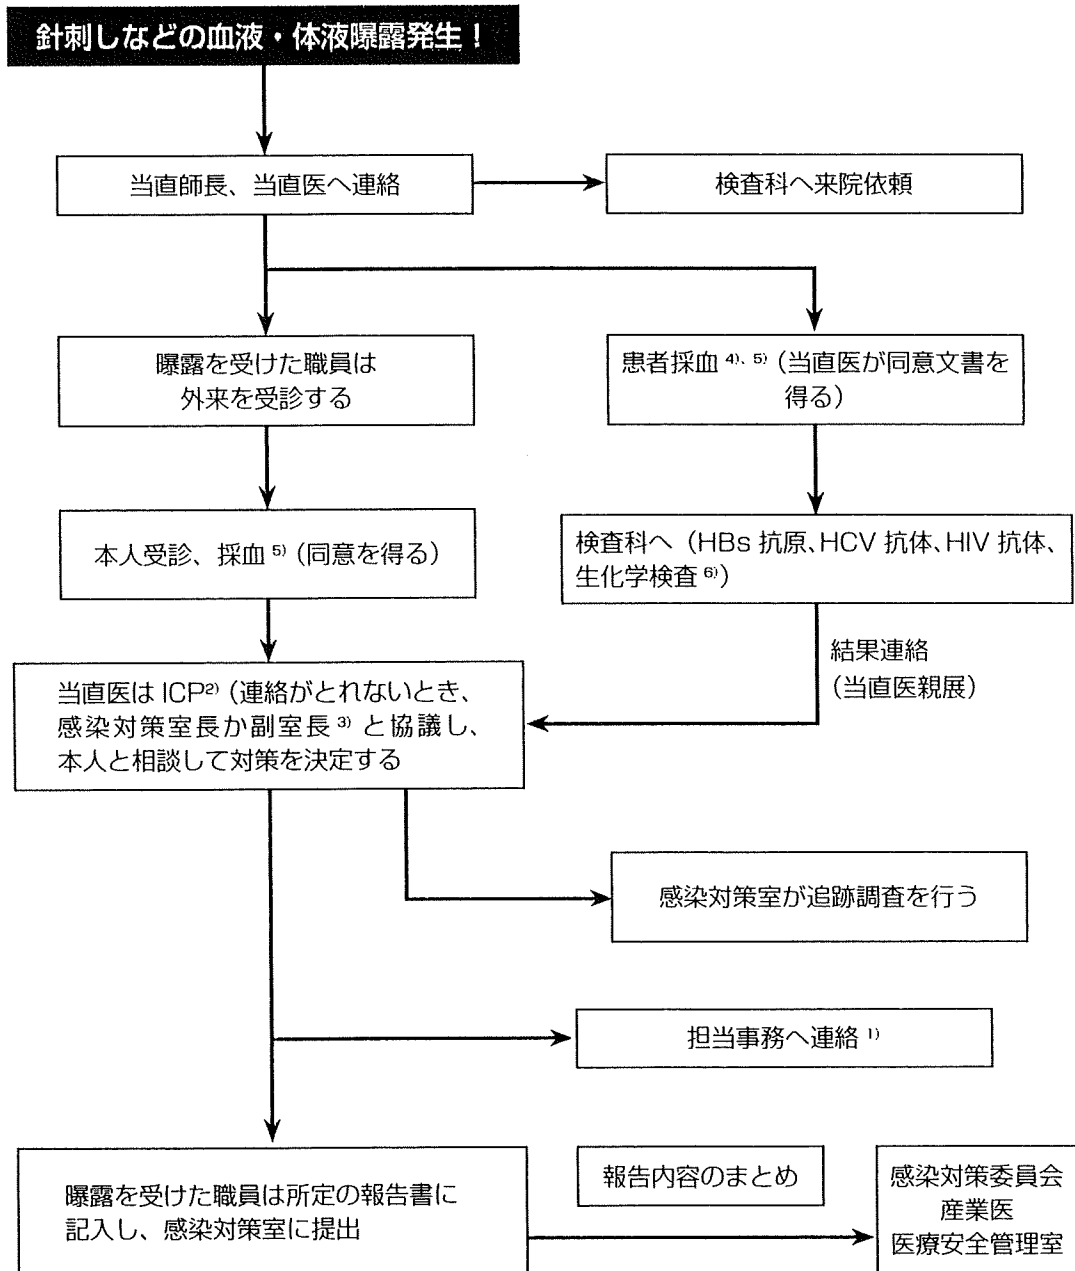 針刺しなどの血液・体液曝露発生！
当直師長、当直医へ連絡
検査科へ来院依頼
曝露を受けた職員は
外来を受診する
患者採血 4)、5)（当直医が同意文書を
得る）
本人受診、採血 5)（同意を得る）
検査科へ（HBs 抗原、HCV 抗体、HIV 抗体、
生化学検査 6)）
結果連絡
（当直医親展）
当直医は ICP2)（連絡がとれないとき、
感染対策室長か副室長 3) と協議し、
本人と相談して対策を決定する
感染対策室が追跡調査を行う
担当事務へ連絡 1)
曝露を受けた職員は所定の報告書に
記入し、感染対策室に提出
報告内容のまとめ
感染対策委員会
産業医
医療安全管理室